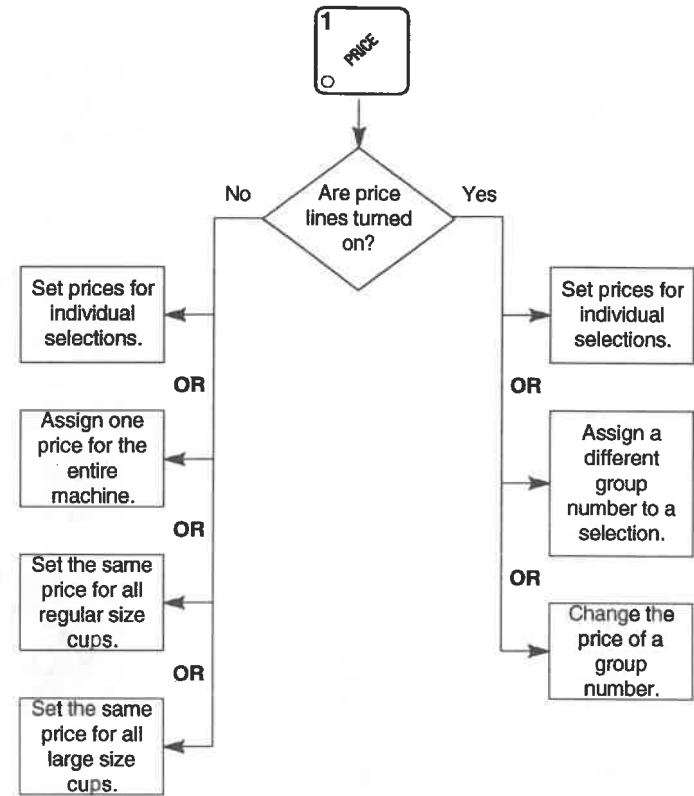 1
PRICE
Are price
lines turned
on?
No
Yes
Set prices for
individual
selections.
OR
Assign one
price for the
entire
machine.
OR
Set the same
price for all
regular size
cups.
OR
Set the same
price for all
large size
cups.
Set prices for
individual
selections.
OR
Assign a
different
group
number to a
selection.
OR
Change the
price of a
group
number.